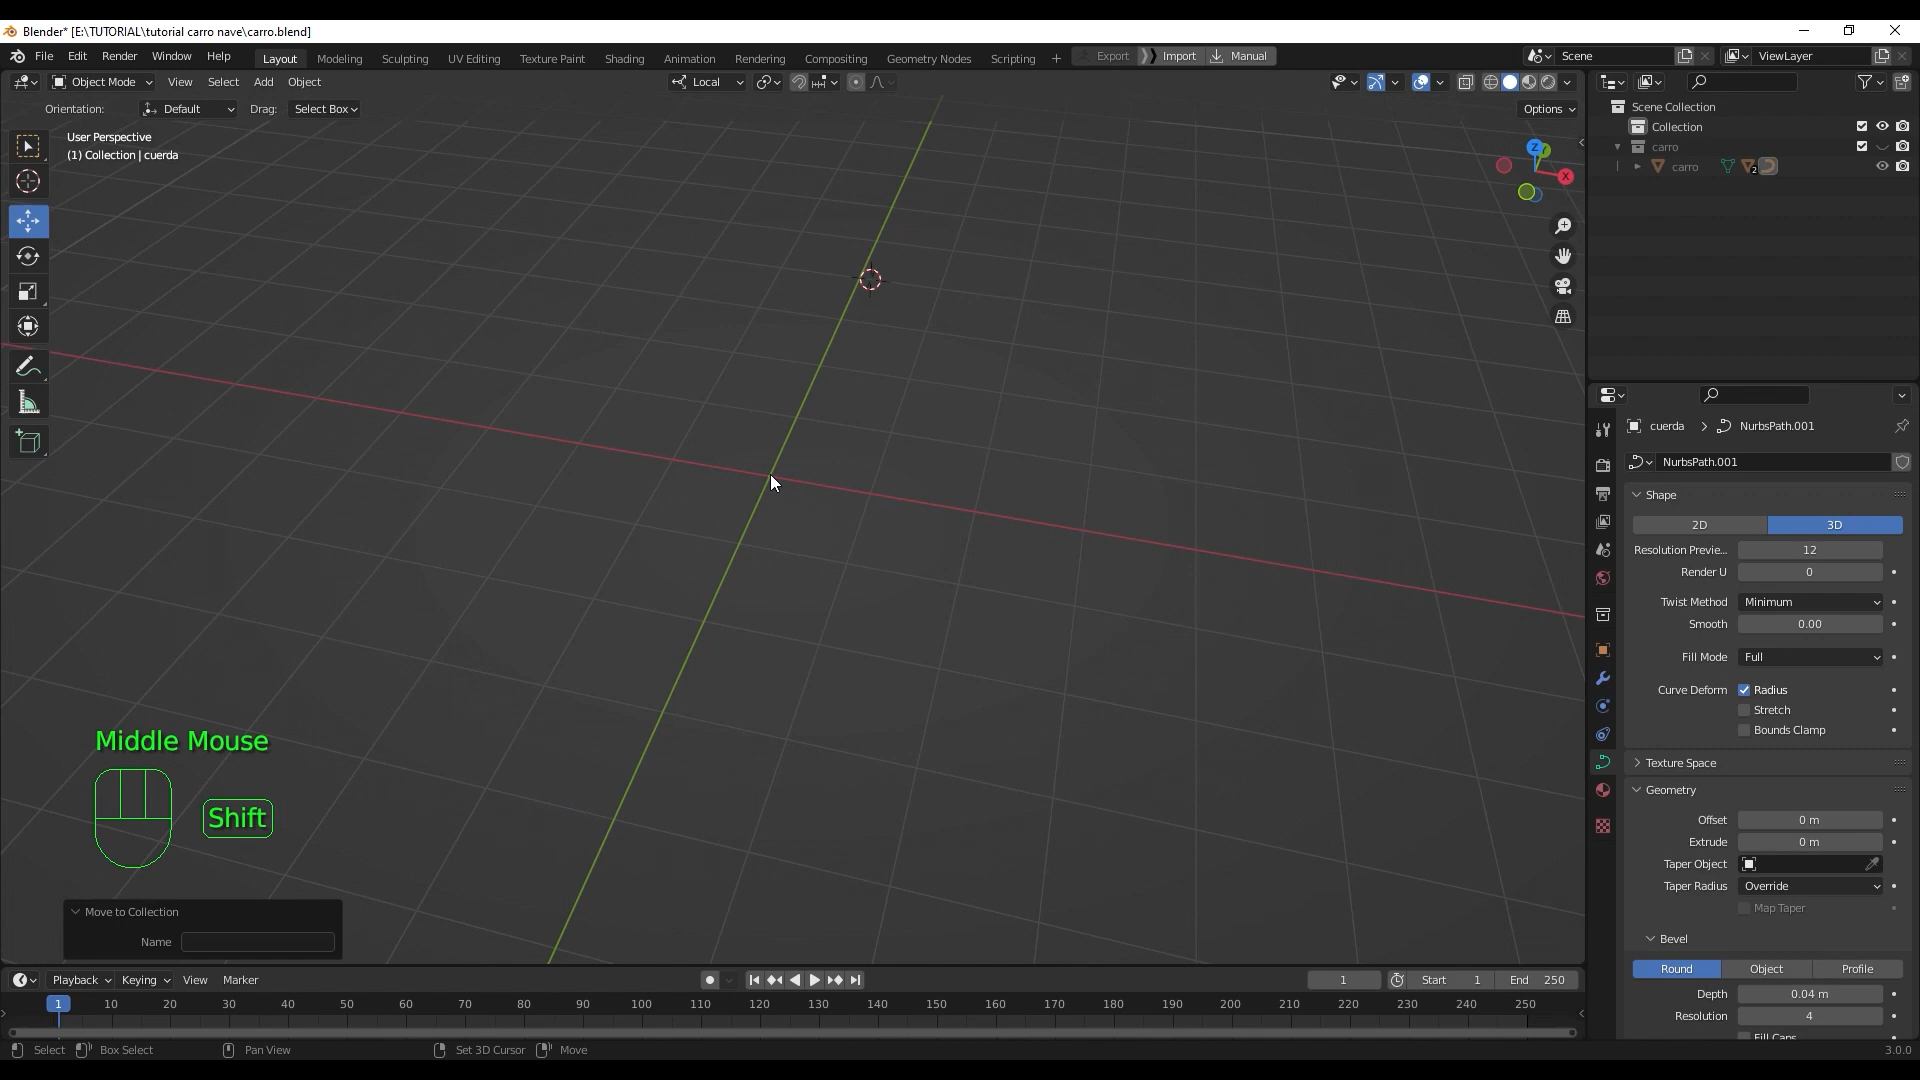 Blender* [E:\TUTORIAL\tutorial carro nave\carro.blend]
File Edit Render Window Help Layout Modeling Sculpting UV Editing Texture Paint Shading Animation Rendering Compositing Geometry Nodes Scripting + Export Import Manual Scene ViewLayer
Object Mode View Select Add Object Local
Orientation: Default Drag: Select Box Options
User Perspective
(1) Collection | cuerda
Z
Y
X
Scene Collection
Collection
carro
carro 2
cuerda > NurbsPath.001
NurbsPath.001
Shape
2D 3D
Resolution Previe... 12
Render U 0
Twist Method Minimum
Smooth 0.00
Fill Mode Full
Curve Deform Radius
Stretch
Bounds Clamp
Texture Space
Geometry
Offset 0 m
Extrude 0 m
Taper Object
Taper Radius Override
Map Taper
Bevel
Round Object Profile
Depth 0.04 m
Resolution 4
Fill Caps
Middle Mouse
Shift
Move to Collection
Name
Playback Keying View Marker 1 Start 1 End 250
1 10 20 30 40 50 60 70 80 90 100 110 120 130 140 150 160 170 180 190 200 210 220 230 240 250
Select Box Select Pan View Set 3D Cursor Move 3.0.0